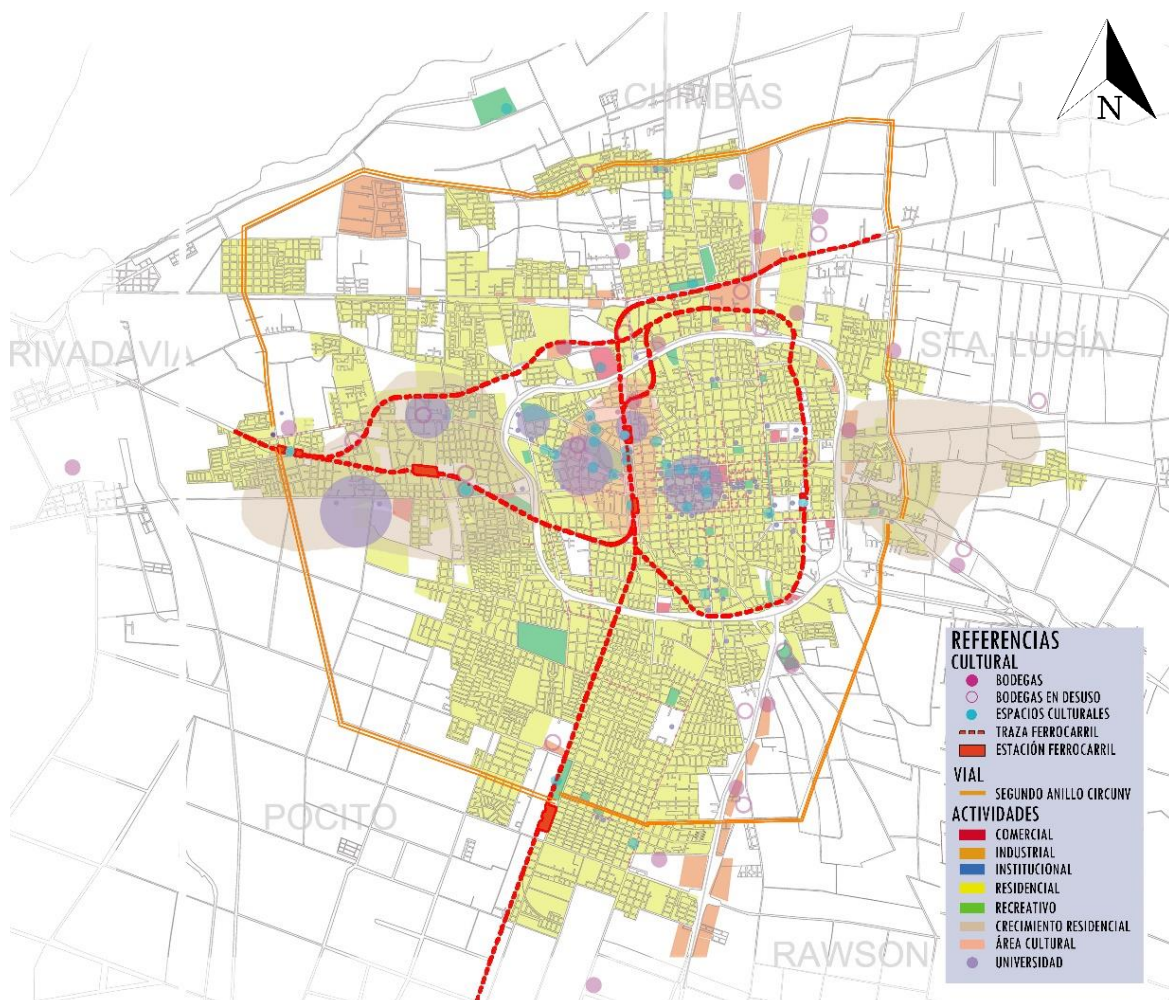 CHIMBAS
N
RIVADAVIA
STA. LUCÍA
POCITO
RAWSON
REFERENCIAS
CULTURAL
BODEGAS
BODEGAS EN DESUSO
ESPACIOS CULTURALES
TRAZA FERROCARRIL
ESTACIÓN FERROCARRIL
VIAL
SEGUNDO ANILLO CIRCUNV
ACTIVIDADES
COMERCIAL
INDUSTRIAL
INSTITUCIONAL
RESIDENCIAL
RECREATIVO
CRECIMIENTO RESIDENCIAL
ÁREA CULTURAL
UNIVERSIDAD